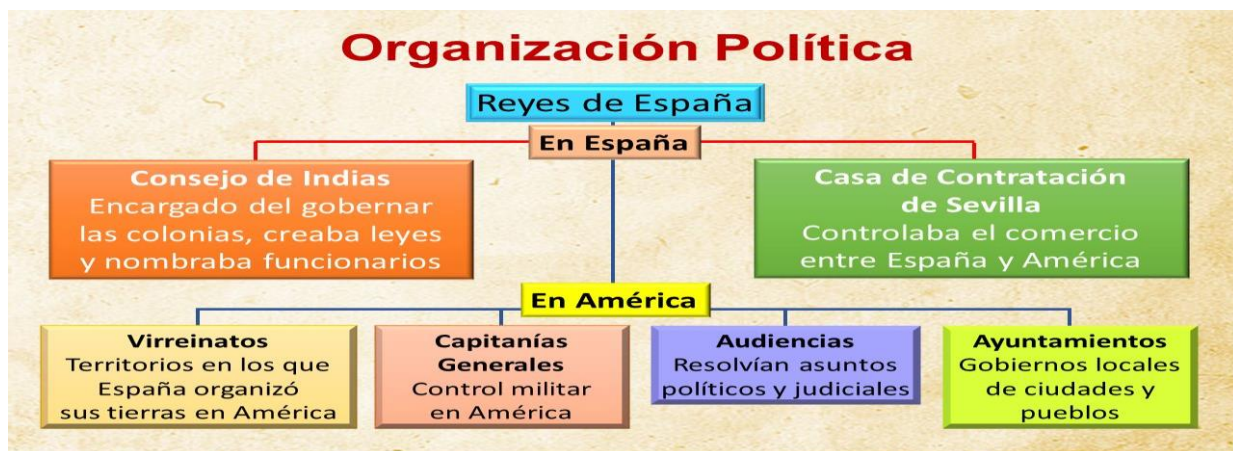 Organización Política
Reyes de España
En España
Consejo de Indias
Encargado del gobernar
las colonias, creaba leyes
y nombraba funcionarios
Casa de Contratación
de Sevilla
Controlaba el comercio
entre España y América
En América
Virreinatos
Territorios en los que
España organizó
sus tierras en América
Capitanías
Generales
Control militar
en América
Audiencias
Resolvían asuntos
políticos y judiciales
Ayuntamientos
Gobiernos locales
de ciudades y
pueblos